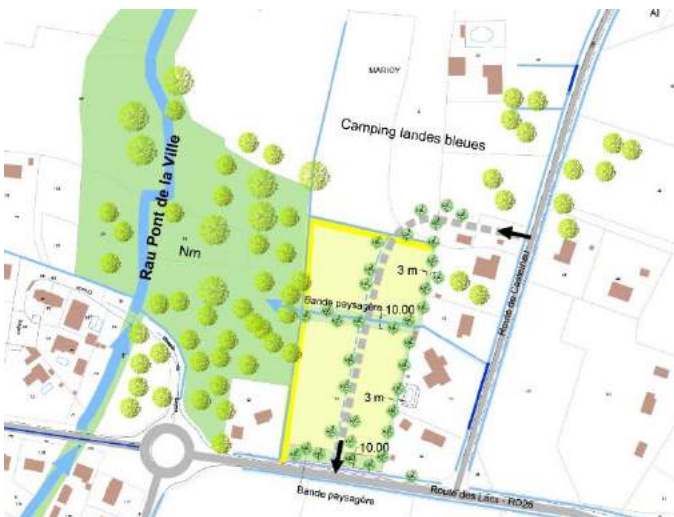 MARIOY
Camping landes bleues
Rau Pont de la Ville
Nm
3 m
Bande paysagère 10.00
Route de Castelnau
3 m
10.00
Bande paysagère
Route des Lacs - RD26